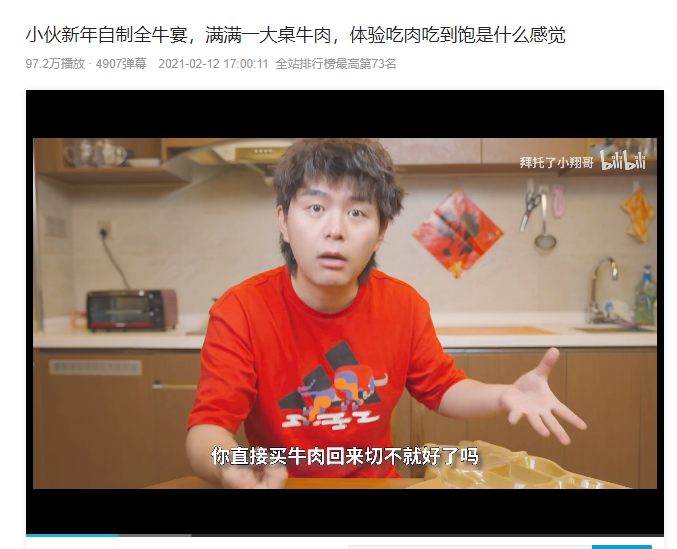 小伙新年自制全牛宴，满满一大桌牛肉，体验吃肉吃到饱是什么感觉
97.2万播放 · 4907弹幕 2021-02-12 17:00:11 全站排行榜最高第73名
拜托了小翔哥 bilibili
你直接买牛肉回来切不就好了吗